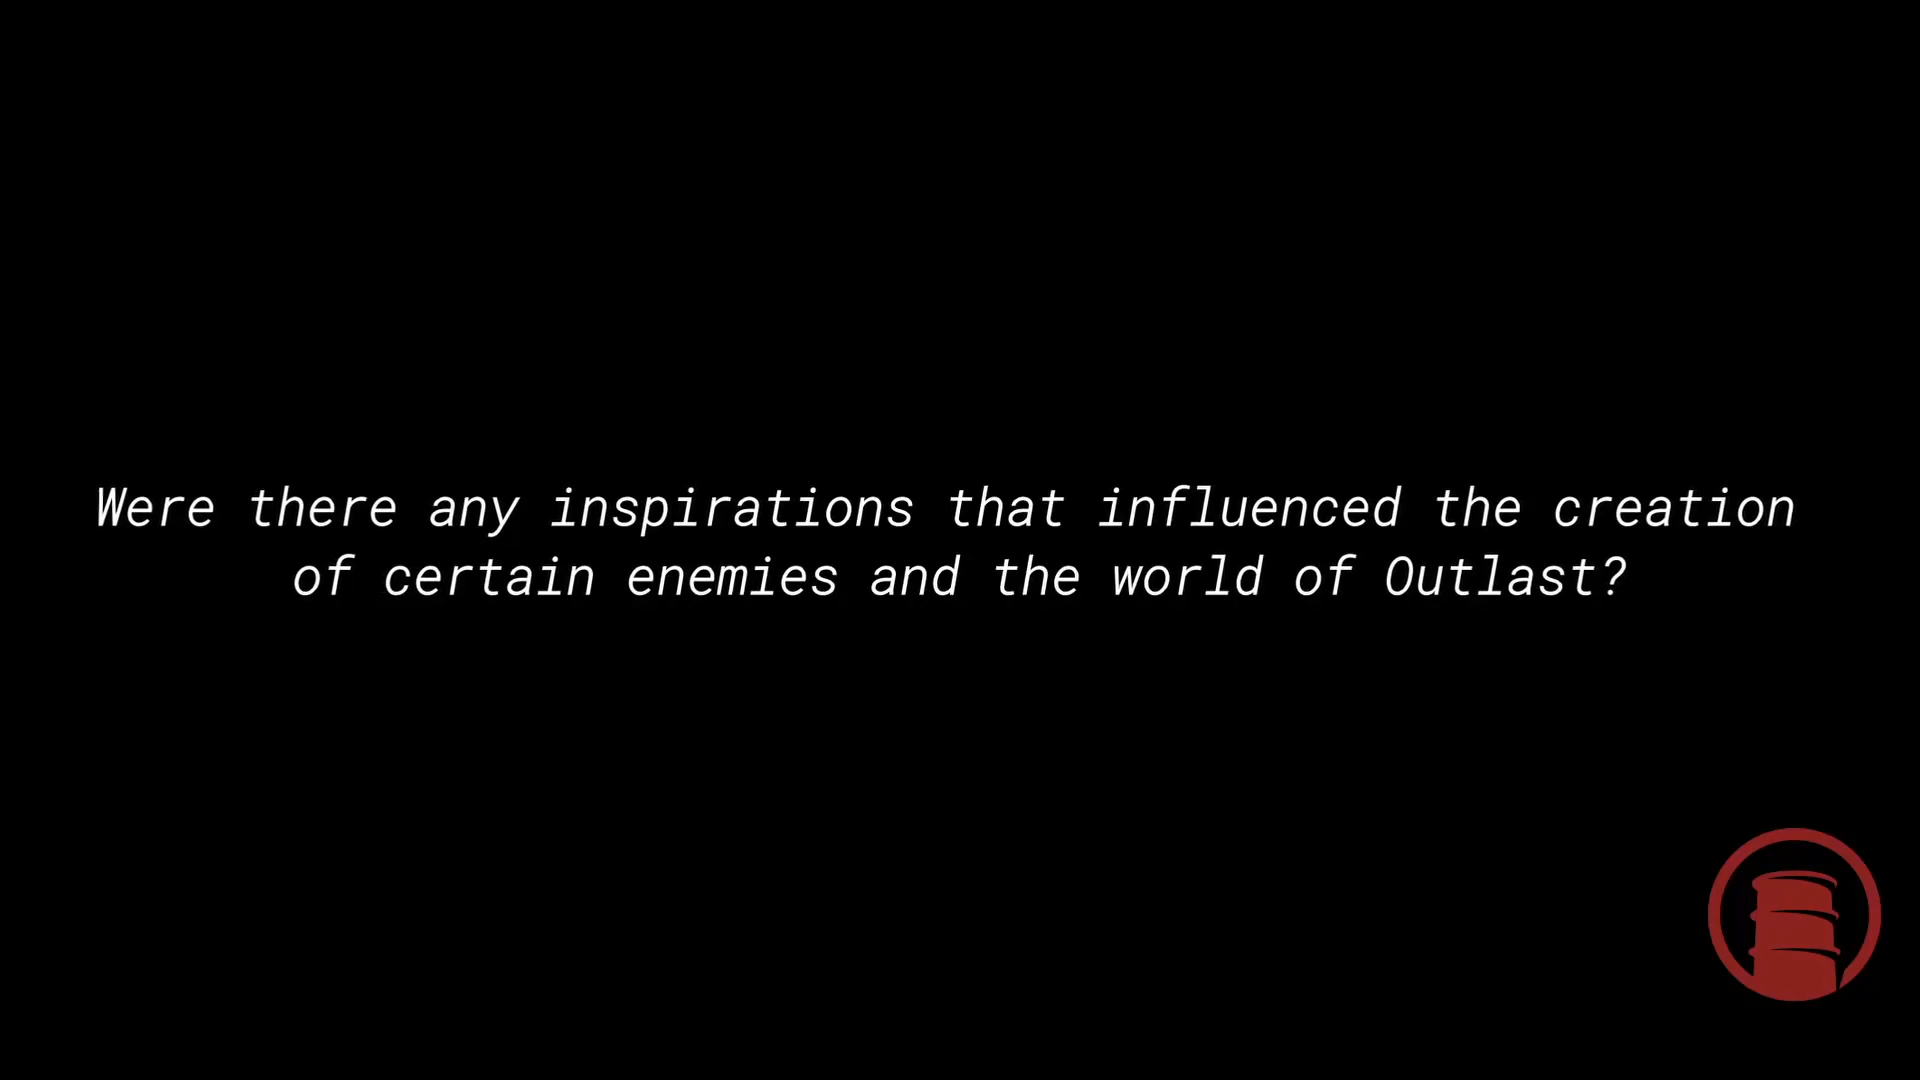 Were there any inspirations that influenced the creation
of certain enemies and the world of Outlast?